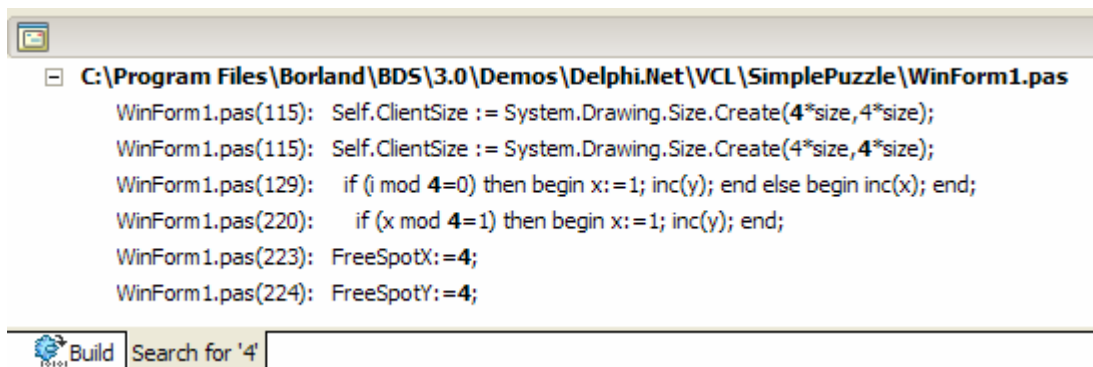 C:\Program Files\Borland\BDS\3.0\Demos\Delphi.Net\VCL\SimplePuzzle\WinForm1.pas
WinForm1.pas(115): Self.ClientSize := System.Drawing.Size.Create(4*size,4*size);
WinForm1.pas(115): Self.ClientSize := System.Drawing.Size.Create(4*size,4*size);
WinForm1.pas(129): if (i mod 4=0) then begin x:=1; inc(y); end else begin inc(x); end;
WinForm1.pas(220): if (x mod 4=1) then begin x:=1; inc(y); end;
WinForm1.pas(223): FreeSpotX:=4;
WinForm1.pas(224): FreeSpotY:=4;
Build Search for '4'